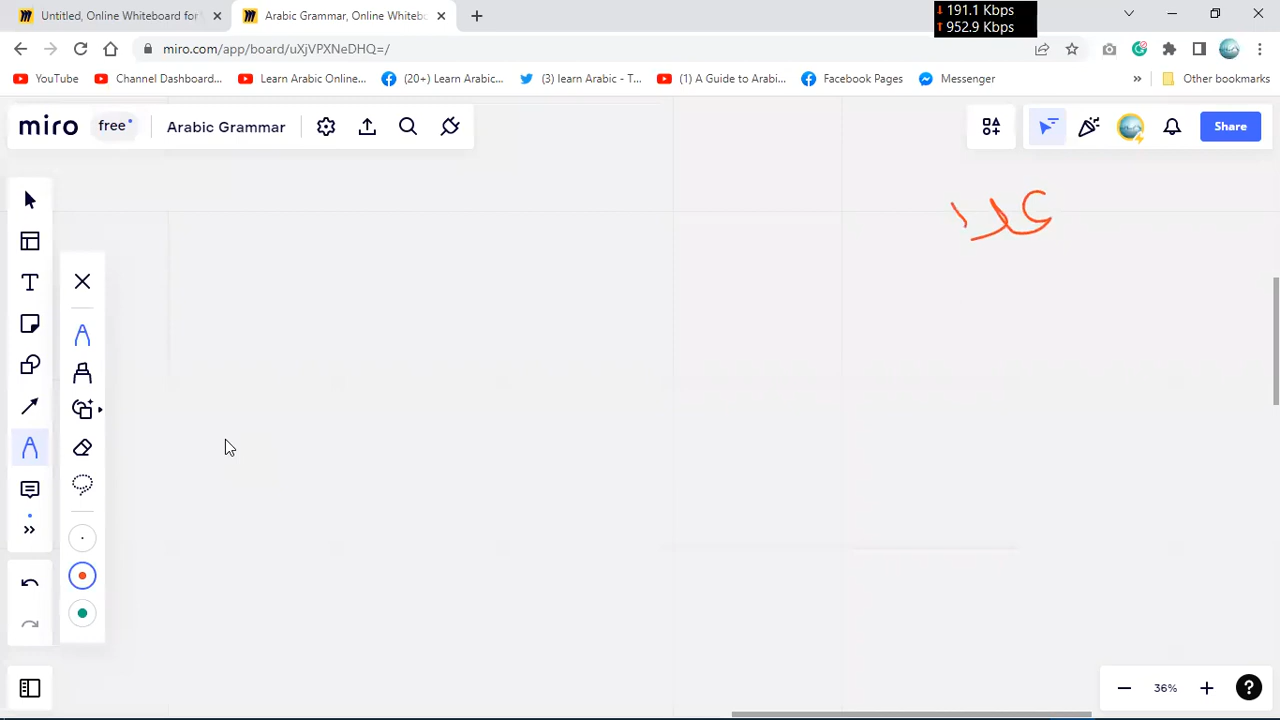 Untitled, Online Whiteboard for
Arabic Grammar, Online Whiteb
191.1 Kbps
952.9 Kbps
miro.com/app/board/uXjVPXNeDHQ=/
YouTube
Channel Dashboard...
Learn Arabic Online...
(20+) Learn Arabic...
(3) learn Arabic - T...
(1) A Guide to Arabi...
Facebook Pages
Messenger
»
Other bookmarks
miro
free
Arabic Grammar
Share
36%